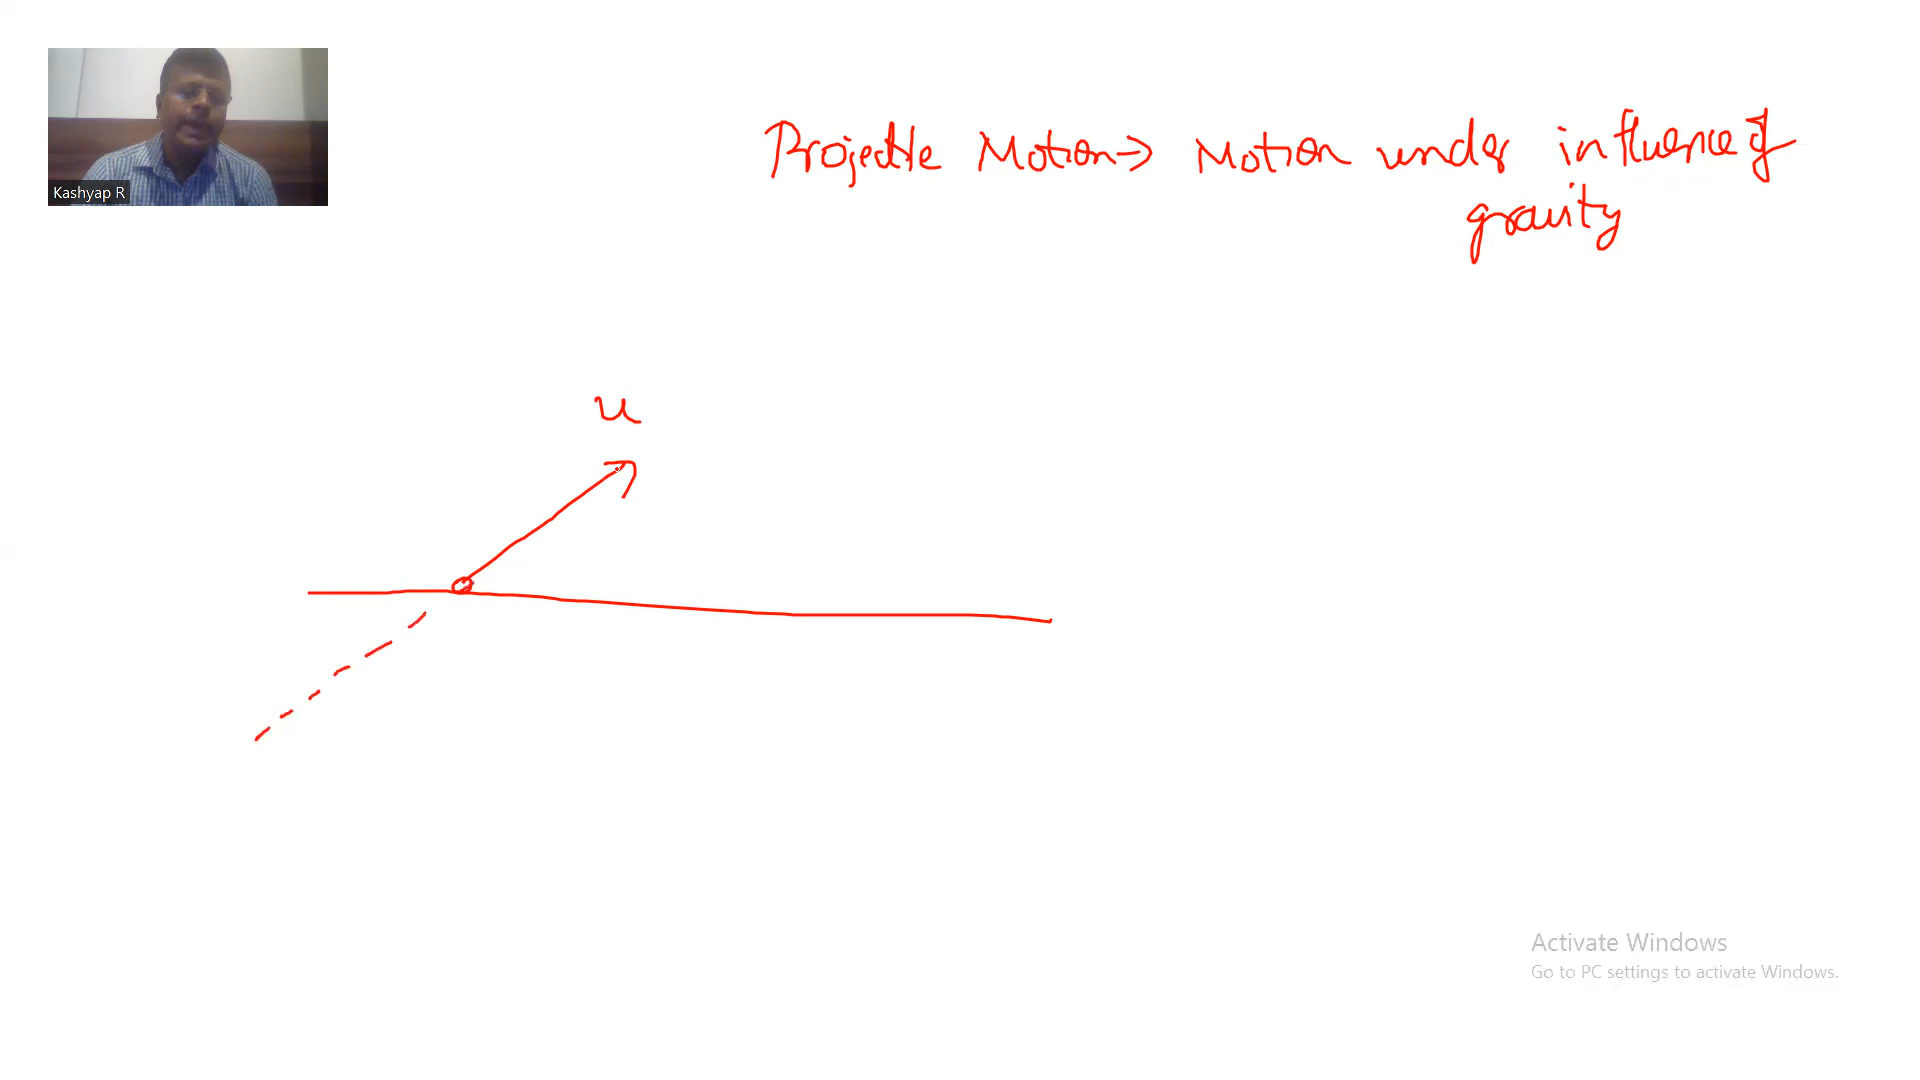 Projectile Motion → Motion under influence of
gravity
Kashyap R
u
Activate Windows
Go to PC settings to activate Windows.